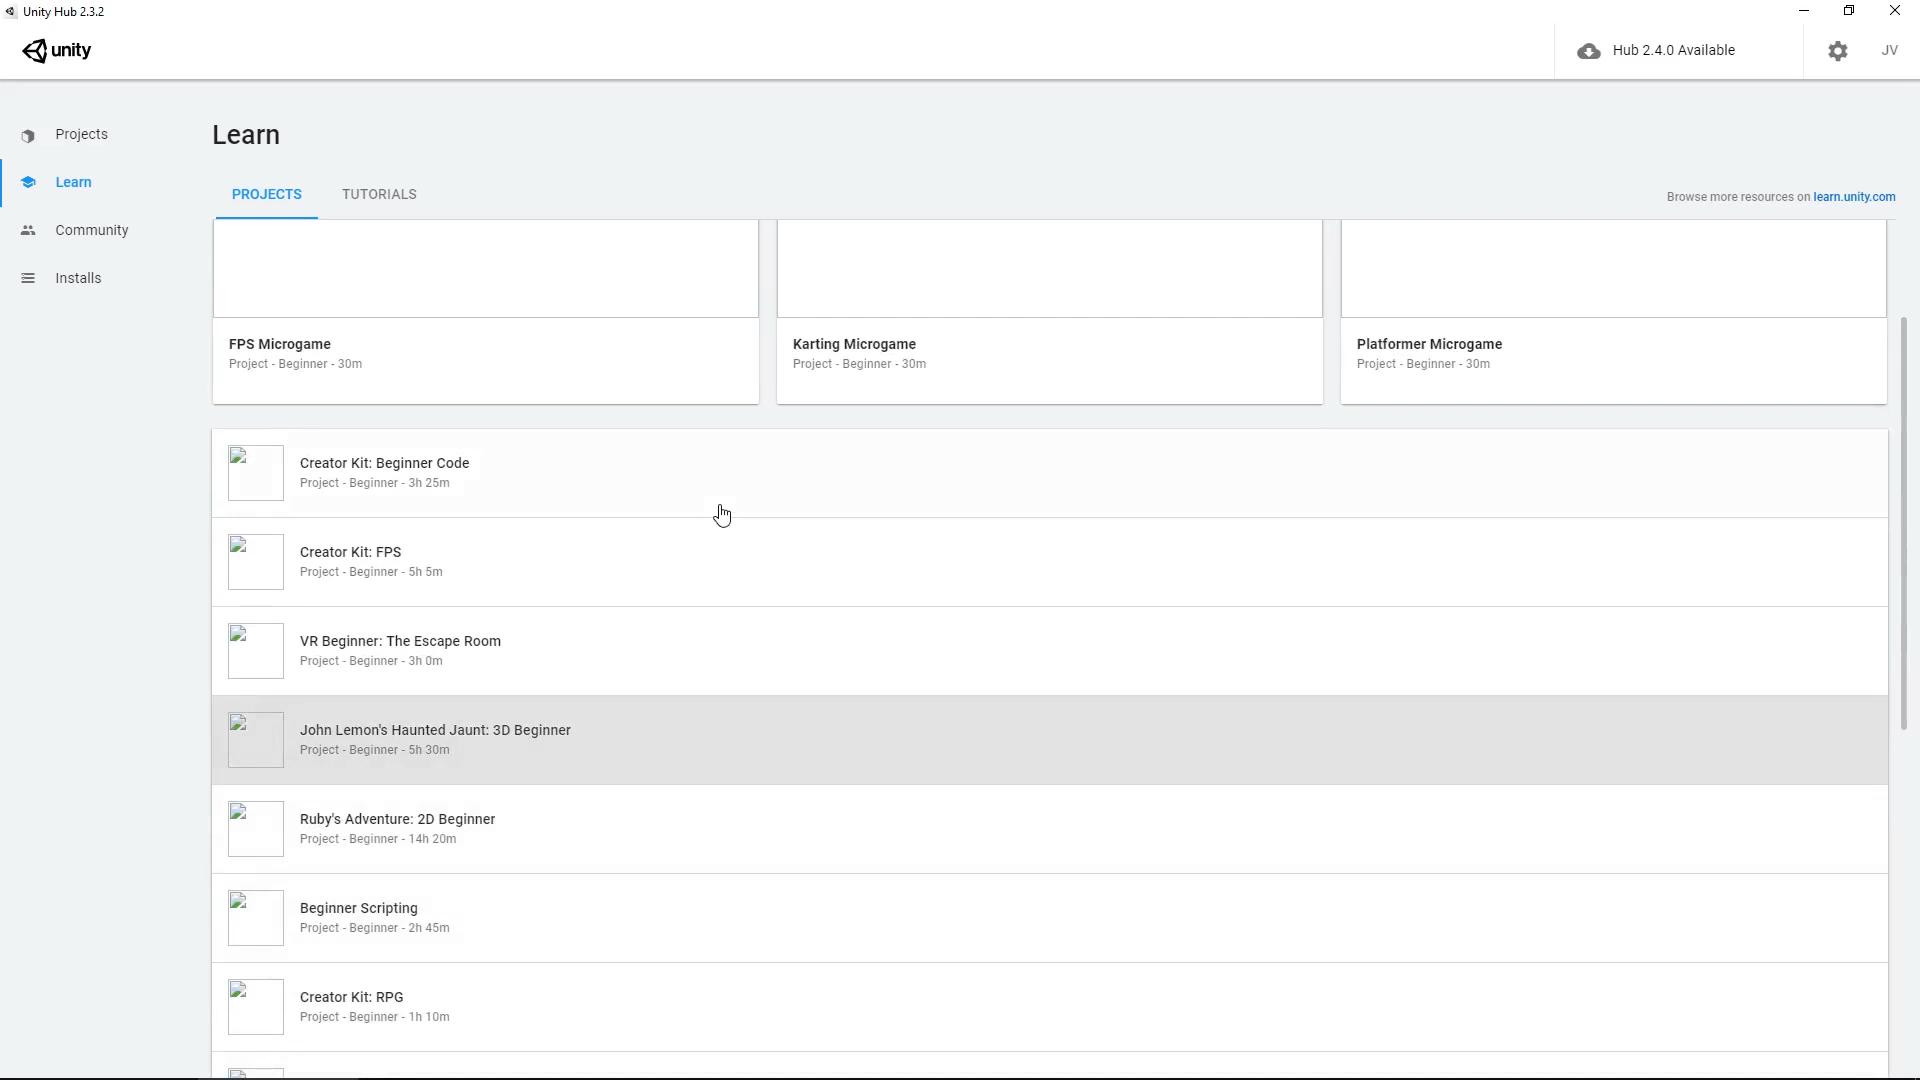 Unity Hub 2.3.2
unity
Hub 2.4.0 Available
JV
Projects
Learn
Community
Installs
Learn
PROJECTS
TUTORIALS
Browse more resources on learn.unity.com
FPS Microgame
Project - Beginner - 30m
Karting Microgame
Project - Beginner - 30m
Platformer Microgame
Project - Beginner - 30m
Creator Kit: Beginner Code
Project - Beginner - 3h 25m
Creator Kit: FPS
Project - Beginner - 5h 5m
VR Beginner: The Escape Room
Project - Beginner - 3h 0m
John Lemon's Haunted Jaunt: 3D Beginner
Project - Beginner - 5h 30m
Ruby's Adventure: 2D Beginner
Project - Beginner - 14h 20m
Beginner Scripting
Project - Beginner - 2h 45m
Creator Kit: RPG
Project - Beginner - 1h 10m